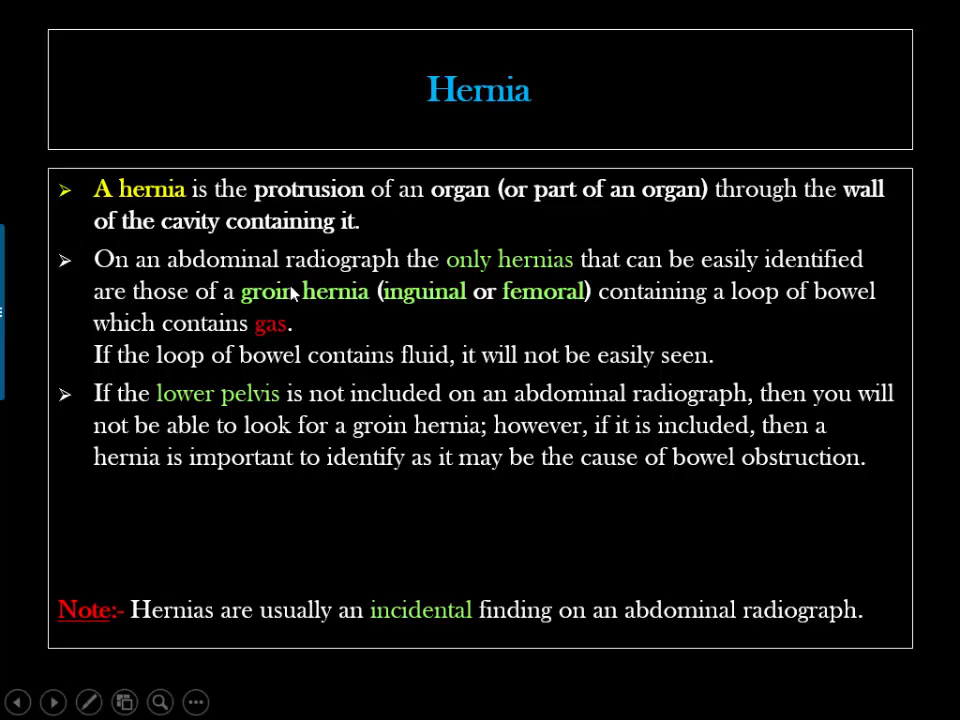 Hernia
➢ A hernia is the protrusion of an organ (or part of an organ) through the wall
of the cavity containing it.
➢ On an abdominal radiograph the only hernias that can be easily identified
are those of a groin hernia (inguinal or femoral) containing a loop of bowel
which contains gas.
If the loop of bowel contains fluid, it will not be easily seen.
➢ If the lower pelvis is not included on an abdominal radiograph, then you will
not be able to look for a groin hernia; however, if it is included, then a
hernia is important to identify as it may be the cause of bowel obstruction.
Note:- Hernias are usually an incidental finding on an abdominal radiograph.